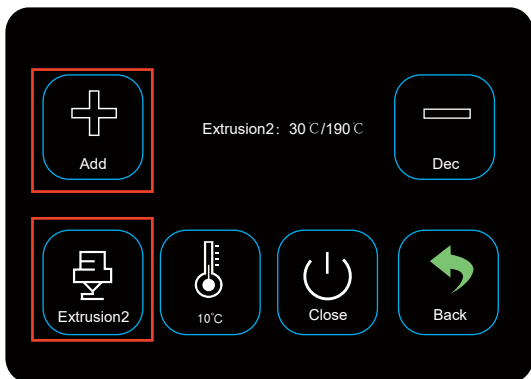 Add
Extrusion2: 30℃/190℃
Dec
Extrusion2
10℃
Close
Back